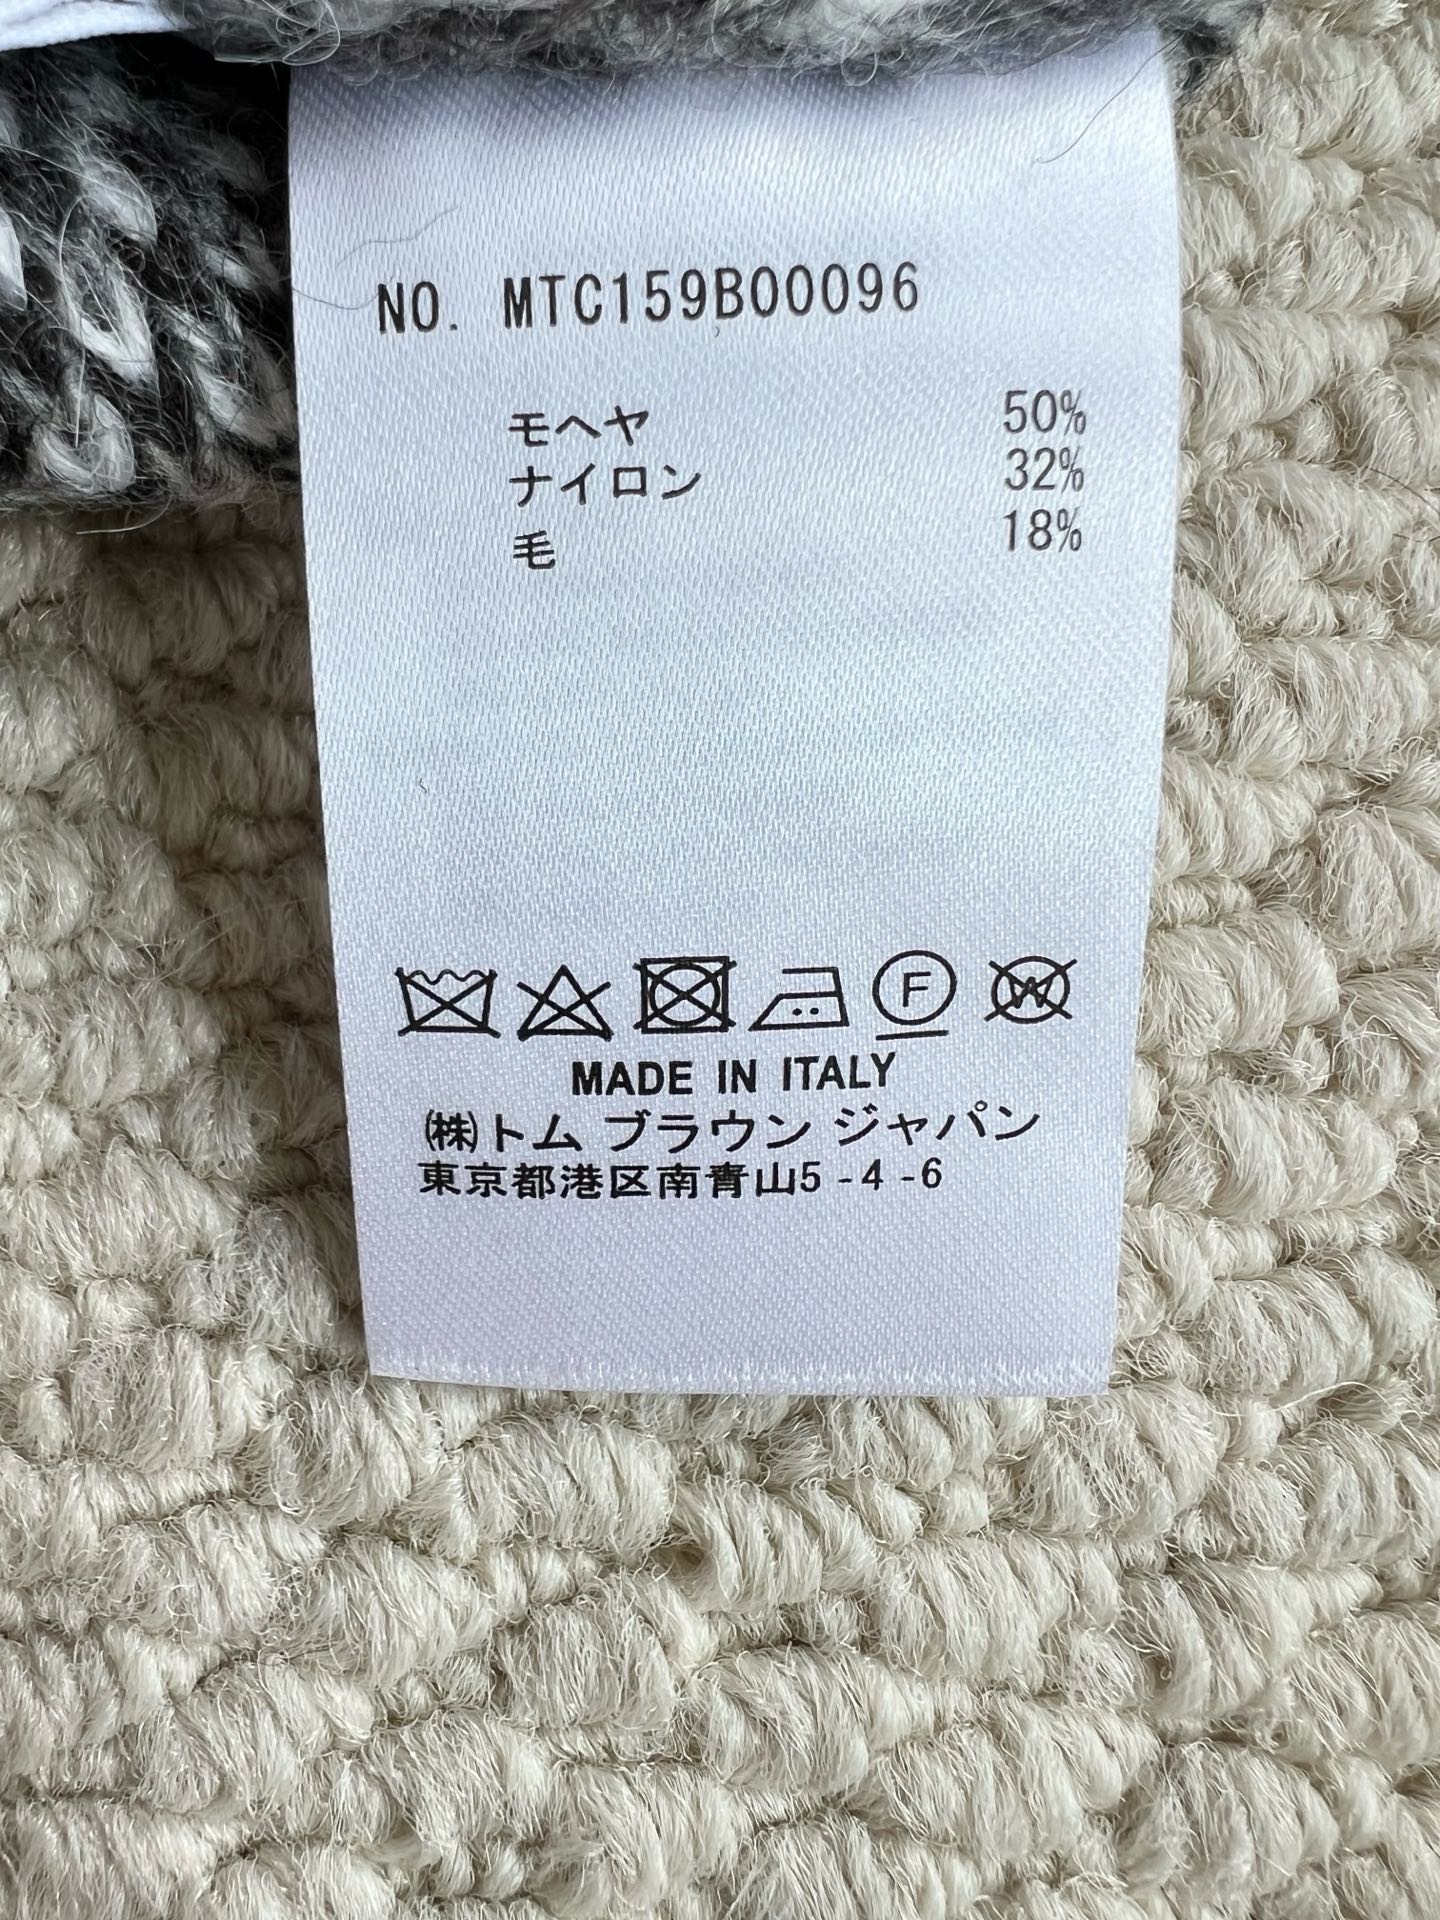 NO. MTC159B00096
モヘヤ 50%
ナイロン 32%
毛 18%
F W
MADE IN ITALY
㈱トム ブラウン ジャパン
東京都港区南青山5-4-6